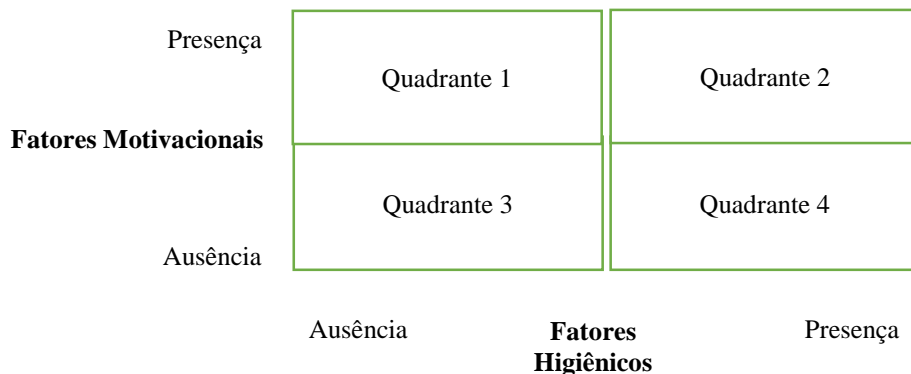 Presença
Quadrante 1
Quadrante 2
Fatores Motivacionais
Quadrante 3
Quadrante 4
Ausência
Ausência
Fatores
Higiênicos
Presença